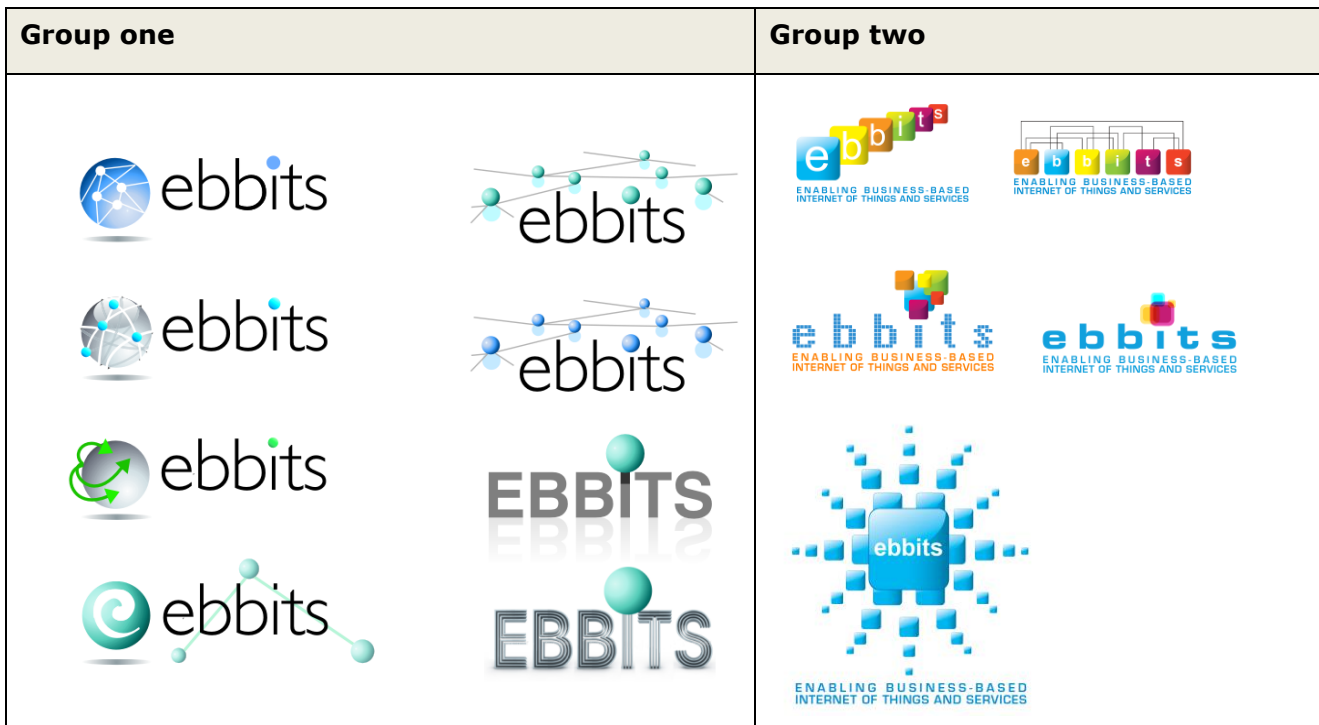 Group one
Group two
ebbits
ebbits
ebbits
ebbits
ebbits
ebbits
EBBITS
ebbits
EBBITS
ebbits
ENABLING BUSINESS-BASED
INTERNET OF THINGS AND SERVICES
ebbits
ENABLING BUSINESS-BASED
INTERNET OF THINGS AND SERVICES
ebbits
ENABLING BUSINESS-BASED
INTERNET OF THINGS AND SERVICES
ebbits
ENABLING BUSINESS-BASED
INTERNET OF THINGS AND SERVICES
ebbits
ENABLING BUSINESS-BASED
INTERNET OF THINGS AND SERVICES